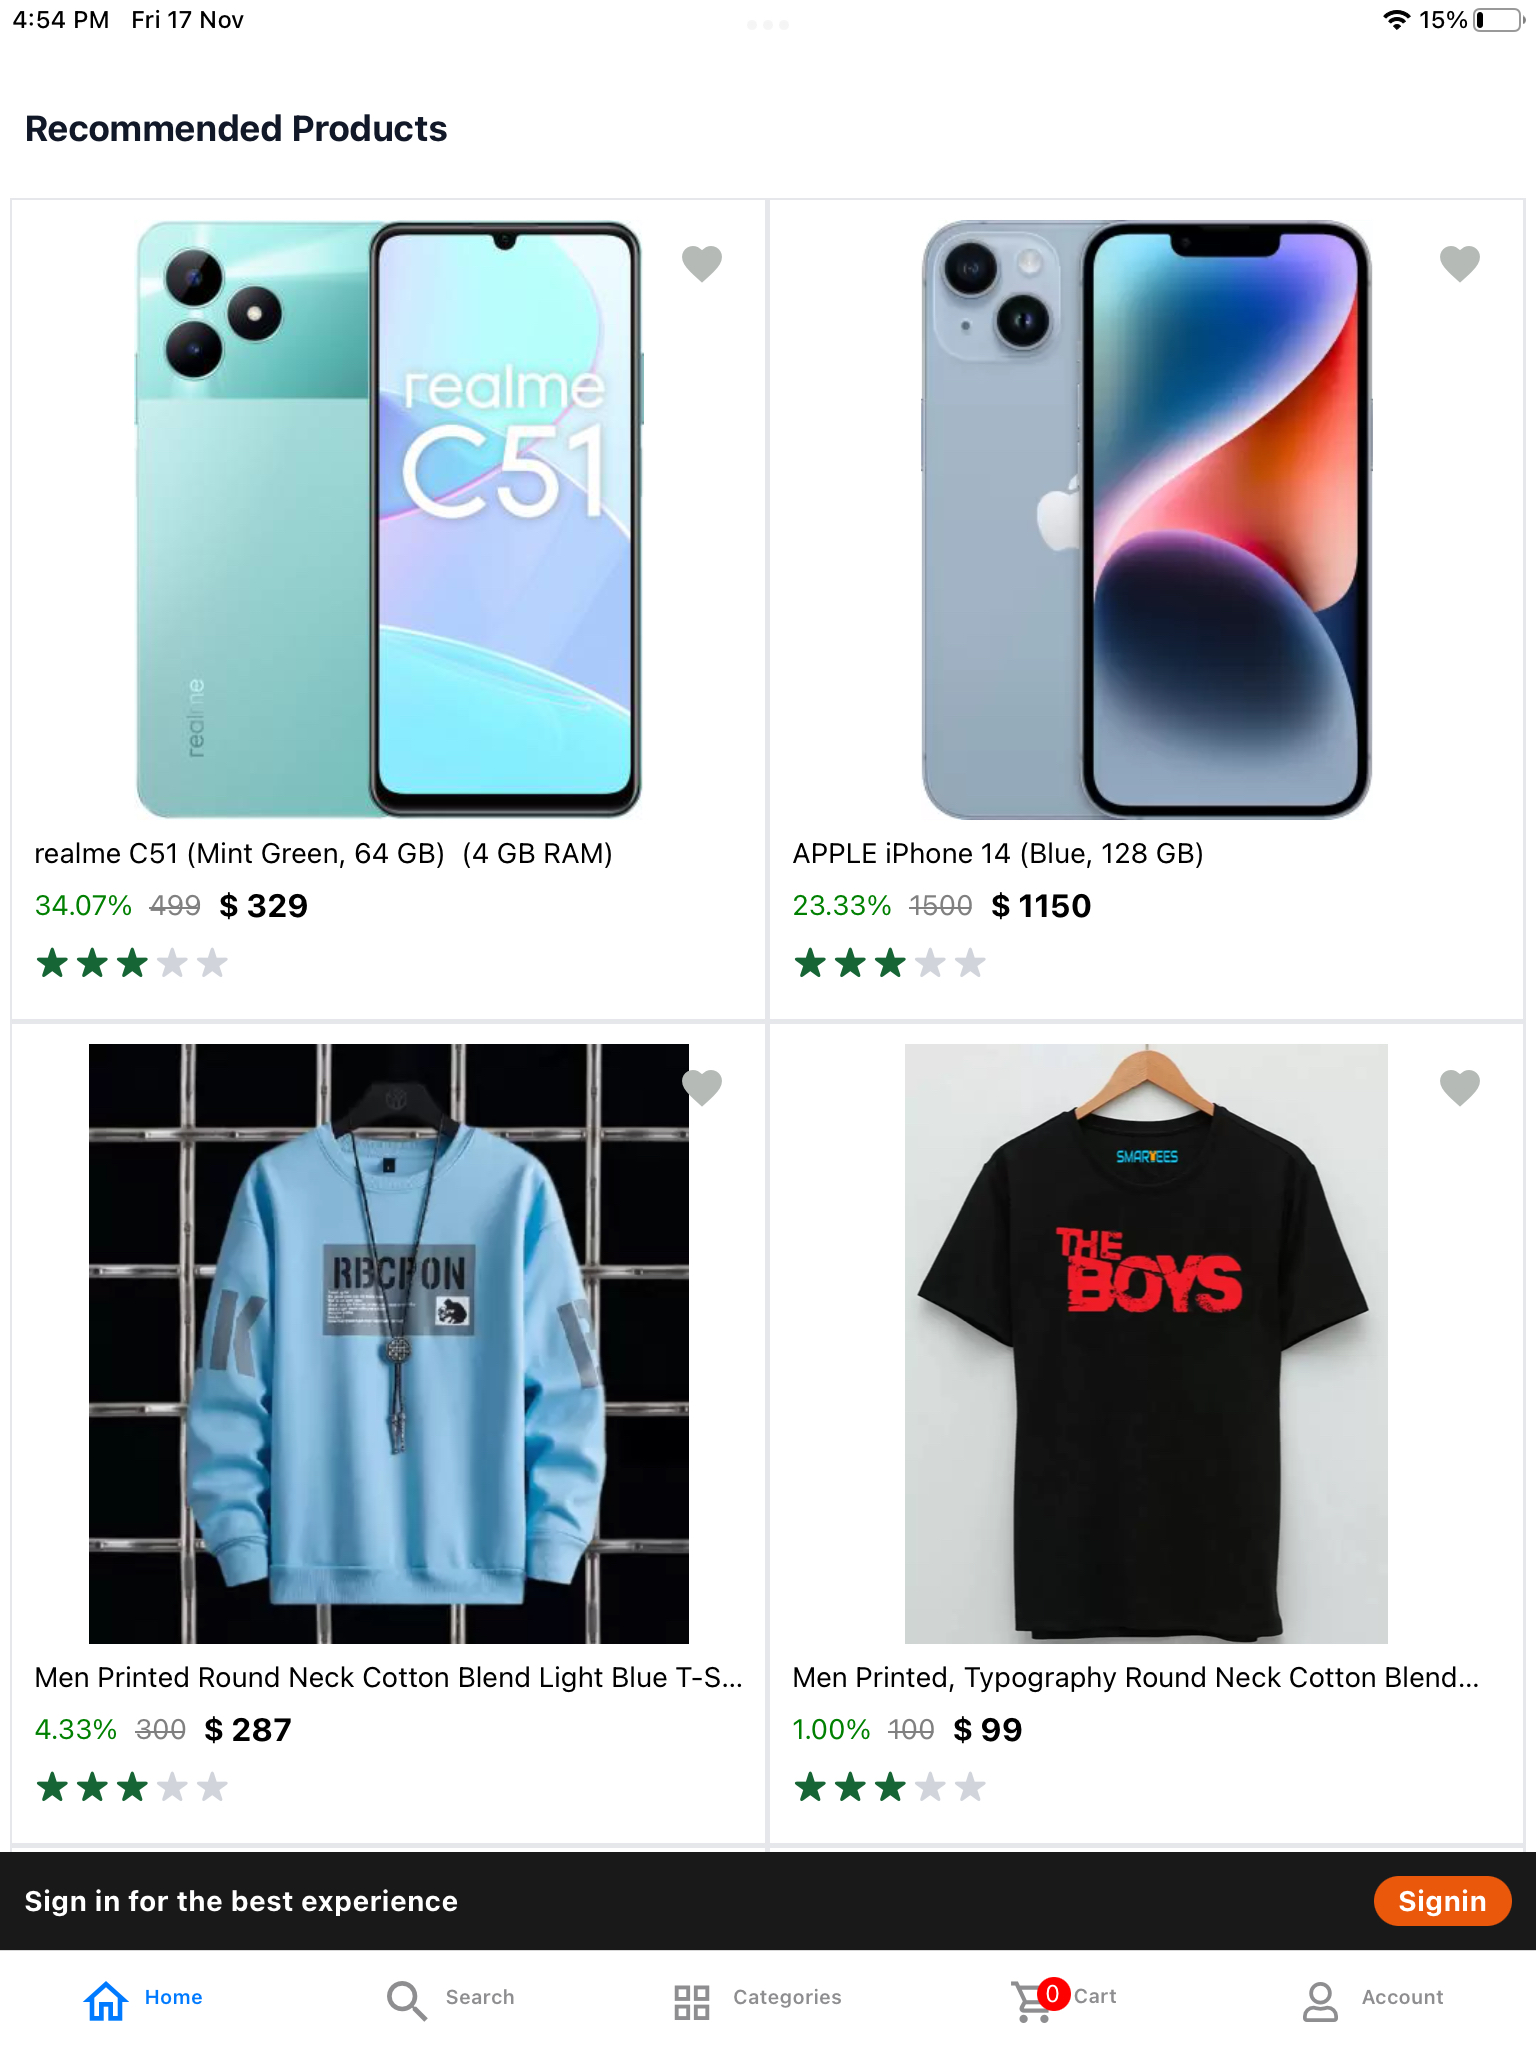 4:54 PM Fri 17 Nov
15%
Recommended Products
realme
C51
realme
realme C51 (Mint Green, 64 GB) (4 GB RAM)
34.07% 499 $ 329
APPLE iPhone 14 (Blue, 128 GB)
23.33% 1500 $ 1150
RBCPON
K
SMARTEES
THE
BOYS
Men Printed Round Neck Cotton Blend Light Blue T-S...
4.33% 300 $ 287
Men Printed, Typography Round Neck Cotton Blend...
1.00% 100 $ 99
Sign in for the best experience
Signin
Home
Search
Categories
0 Cart
Account